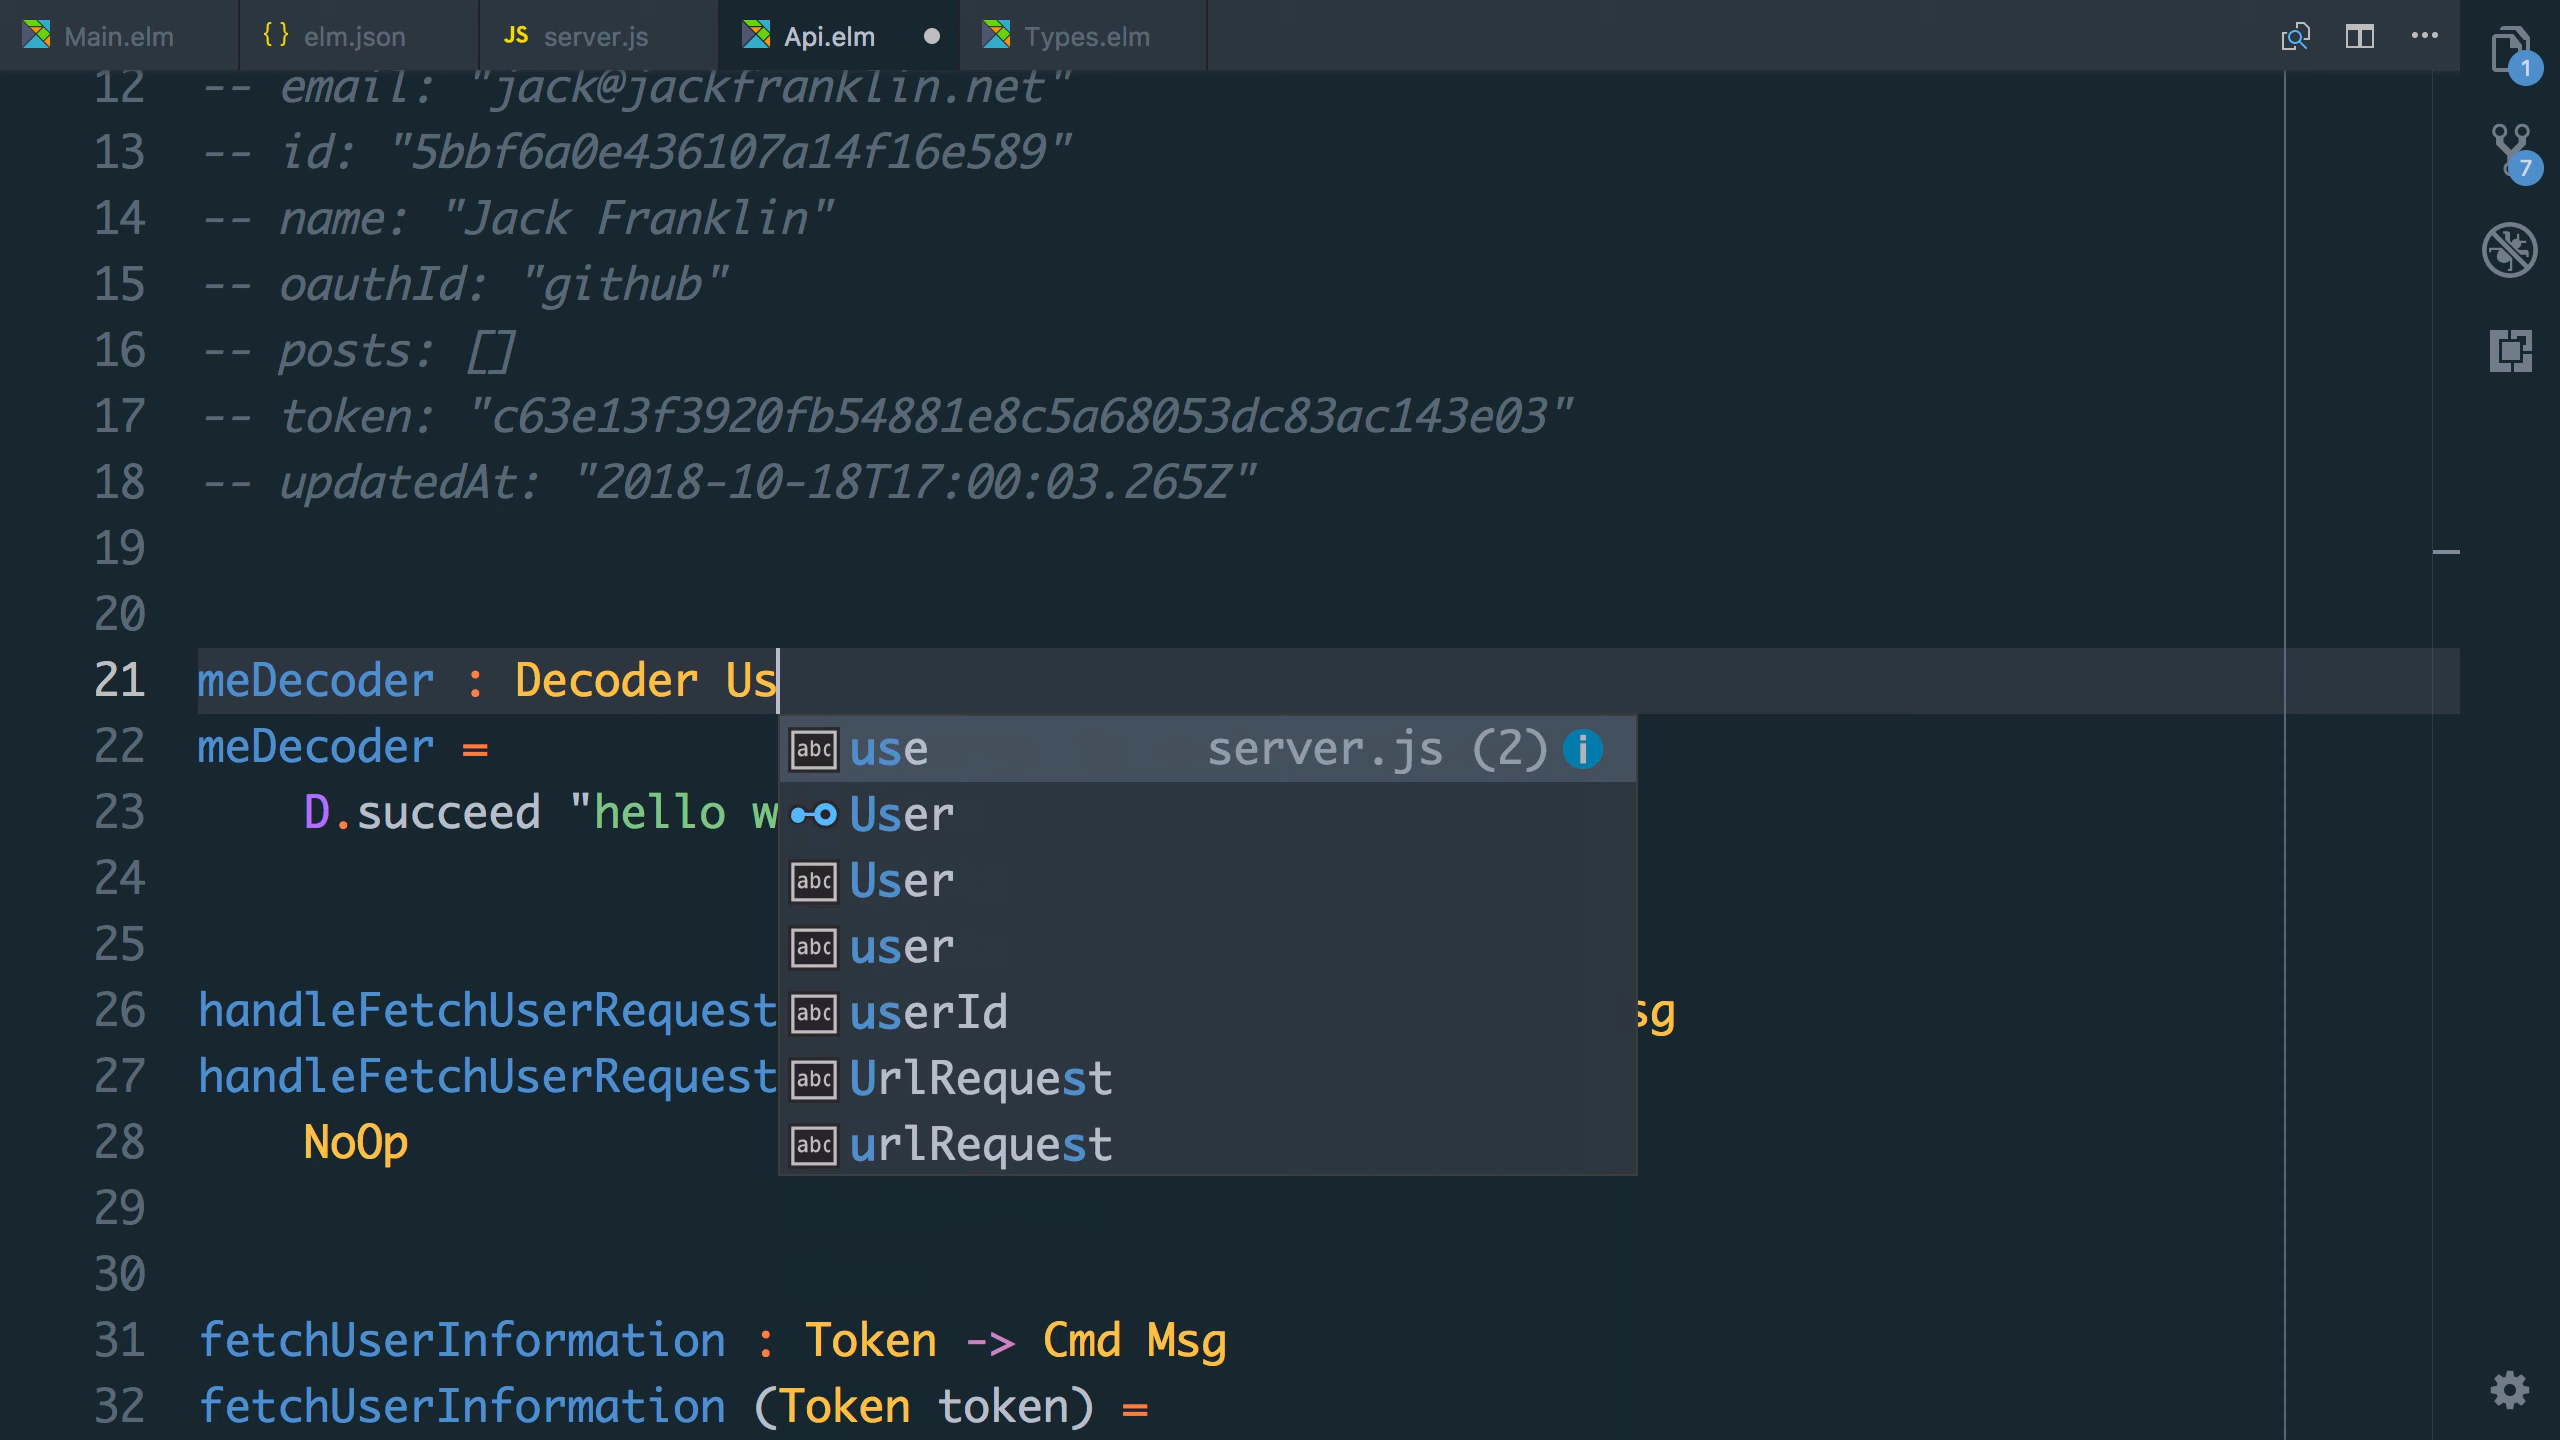 Main.elm { } elm.json JS server.js Api.elm Types.elm
1
7
12 -- email: "jack@jackfranklin.net"
13 -- id: "5bbf6a0e436107a14f16e589"
14 -- name: "Jack Franklin"
15 -- oauthId: "github"
16 -- posts: []
17 -- token: "c63e13f3920fb54881e8c5a68053dc83ac143e03"
18 -- updatedAt: "2018-10-18T17:00:03.265Z"
19
20
21 meDecoder : Decoder Us
22 meDecoder =
abc use server.js (2) i
23 D.succeed "hello w
User
24
abc User
25
abc user
26 handleFetchUserRequest sg
abc userId
27 handleFetchUserRequest
abc UrlRequest
28 NoOp
abc urlRequest
29
30
31 fetchUserInformation : Token -> Cmd Msg
32 fetchUserInformation (Token token) =